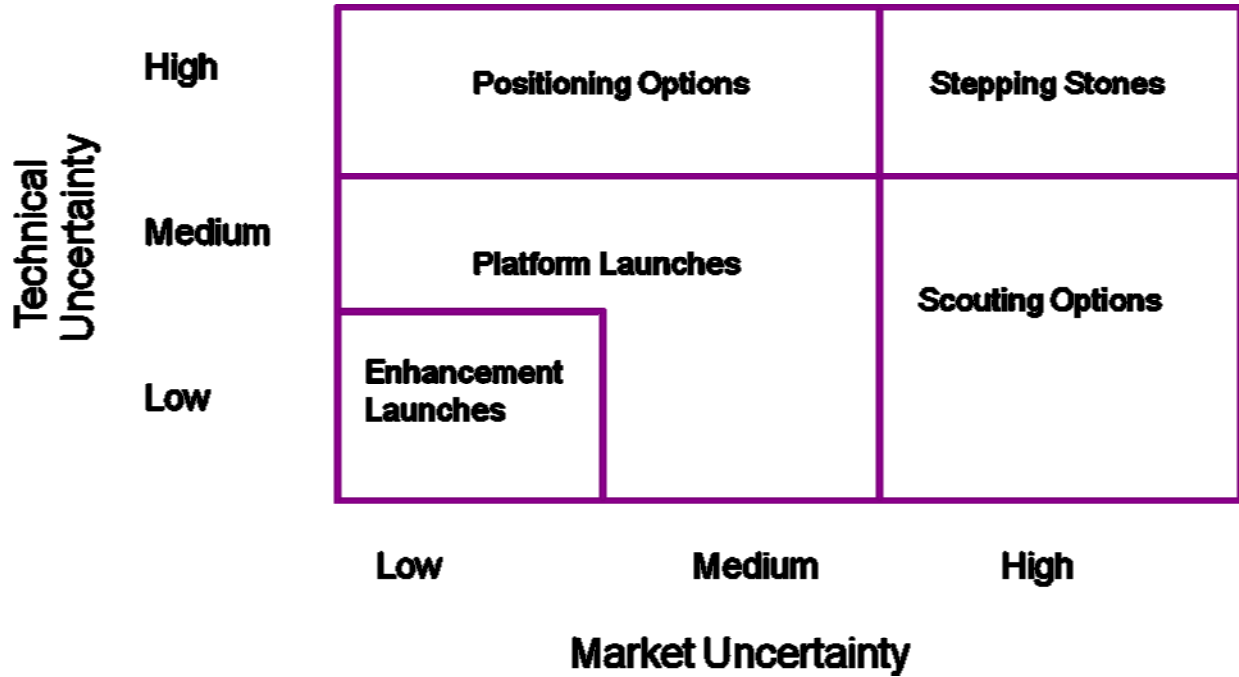 High
Positioning Options
Stepping Stones
Technical
Uncertainty
Medium
Platform Launches
Scouting Options
Enhancement
Launches
Low
Low
Medium
High
Market Uncertainty